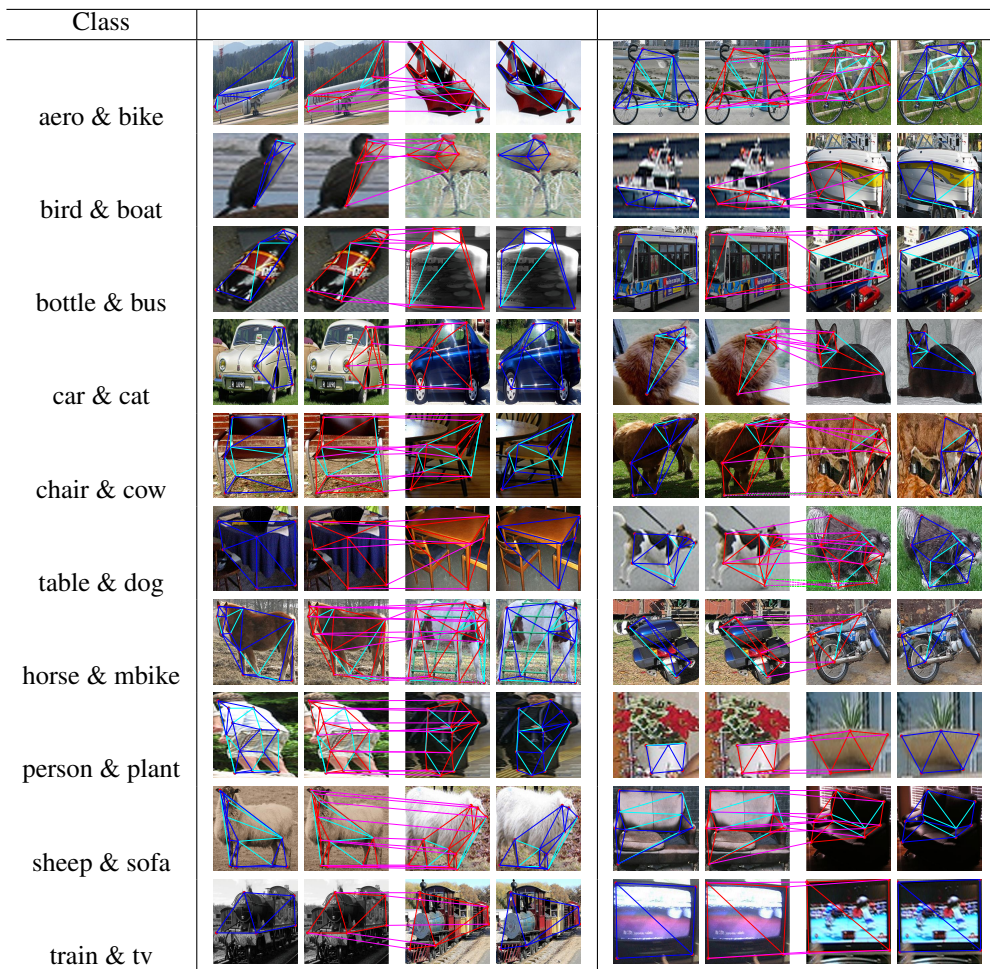 Class
aero & bike
bird & boat
bottle & bus
car & cat
chair & cow
table & dog
horse & mbike
person & plant
sheep & sofa
train & tv